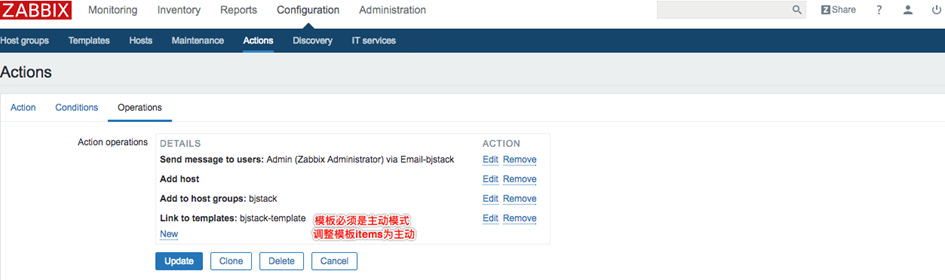 ZABBIX Monitoring Inventory Reports Configuration Administration Share ?
Host groups Templates Hosts Maintenance Actions Discovery IT services
Actions
Action Conditions Operations
Action operations DETAILS ACTION
Send message to users: Admin (Zabbix Administrator) via Email-bjstack Edit Remove
Add host Edit Remove
Add to host groups: bjstack Edit Remove
Link to templates: bjstack-template 模板必须是主动模式 Edit Remove
New 调整模板items为主动
Update Clone Delete Cancel